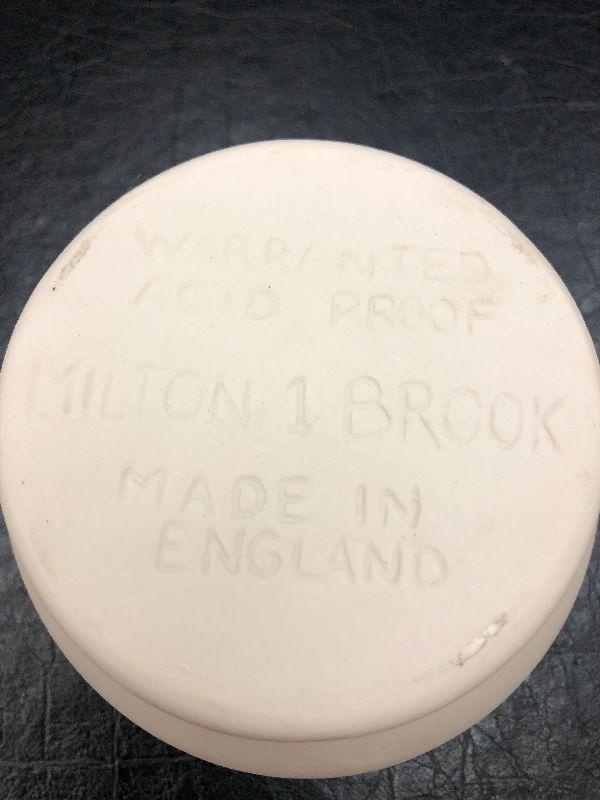 WARRANTED
ACID PROOF
MILTON 1 BROOK
MADE IN
ENGLAND